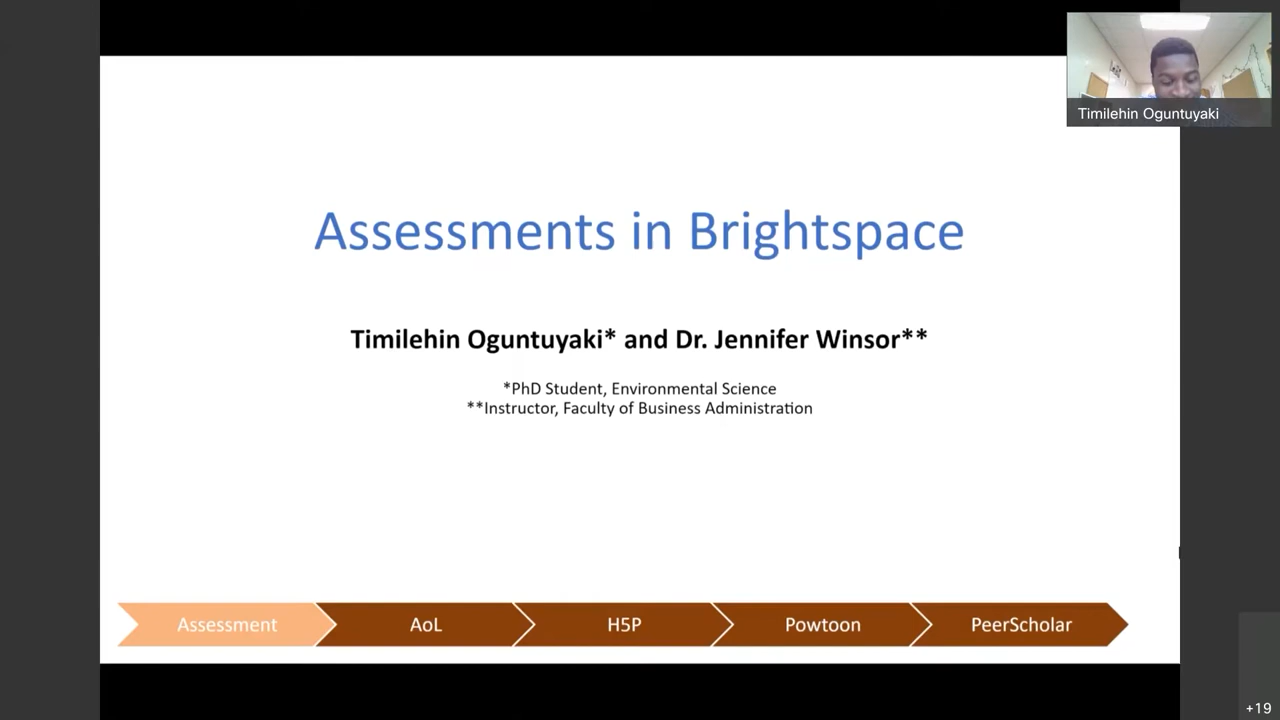 Timilehin Oguntuyaki
Assessments in Brightspace
Timilehin Oguntuyaki* and Dr. Jennifer Winsor**
*PhD Student, Environmental Science
**Instructor, Faculty of Business Administration
Assessment
AoL
H5P
Powtoon
PeerScholar
+19